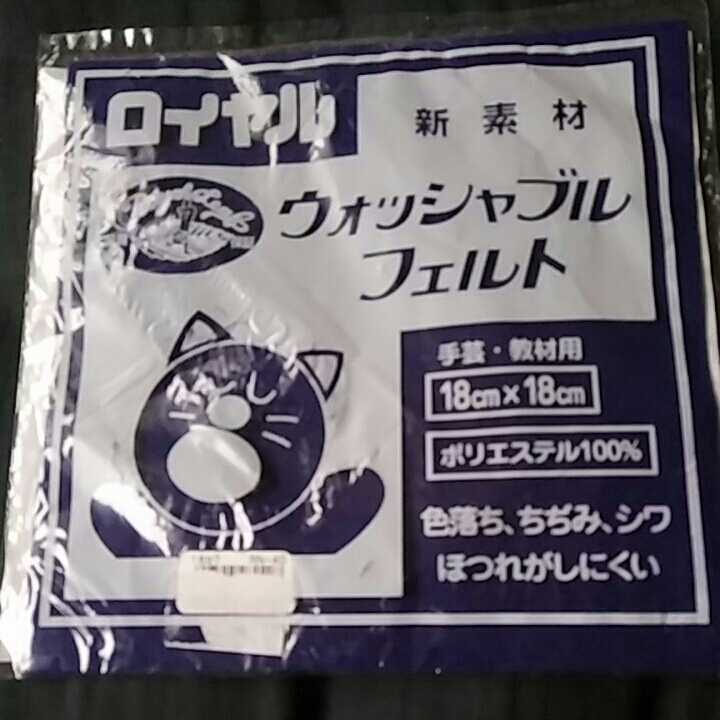 ロイヤル
新素材
ウォッシャブル
フェルト
手芸・教材用
18cm×18cm
ポリエステル100%
色落ち、ちぢみ、シワ
ほつれがしにくい